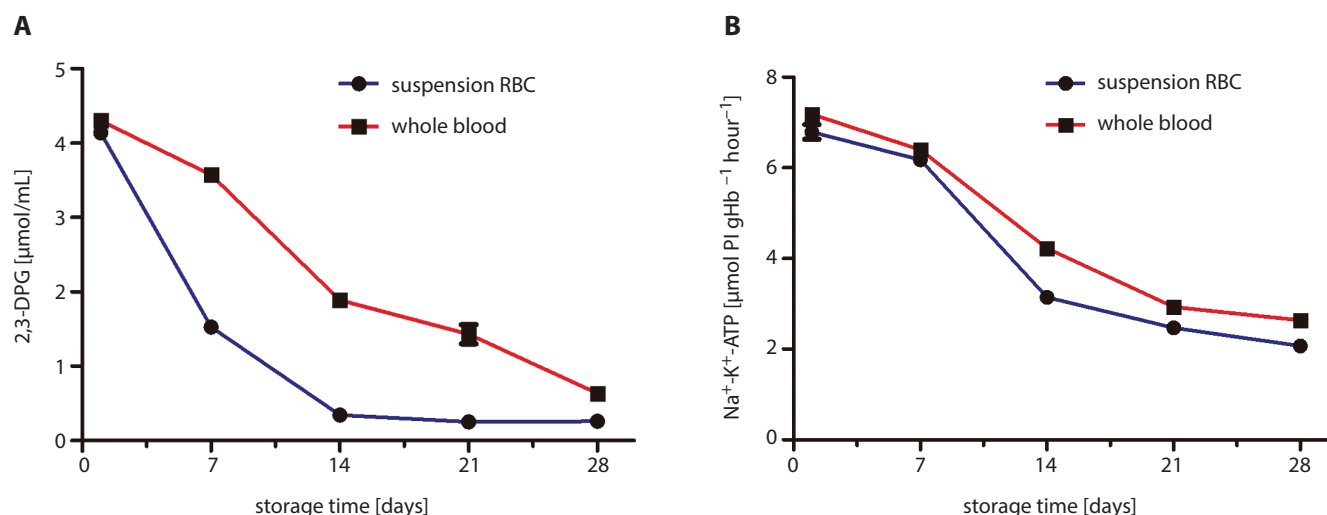 A
5
4
3
2
1
0
2,3-DPG [µmol/mL]
suspension RBC
whole blood
0 7 14 21 28
storage time [days]
B
8
6
4
2
0
Na⁺-K⁺-ATP [µmol PI gHb ⁻¹ hour⁻¹]
suspension RBC
whole blood
0 7 14 21 28
storage time [days]